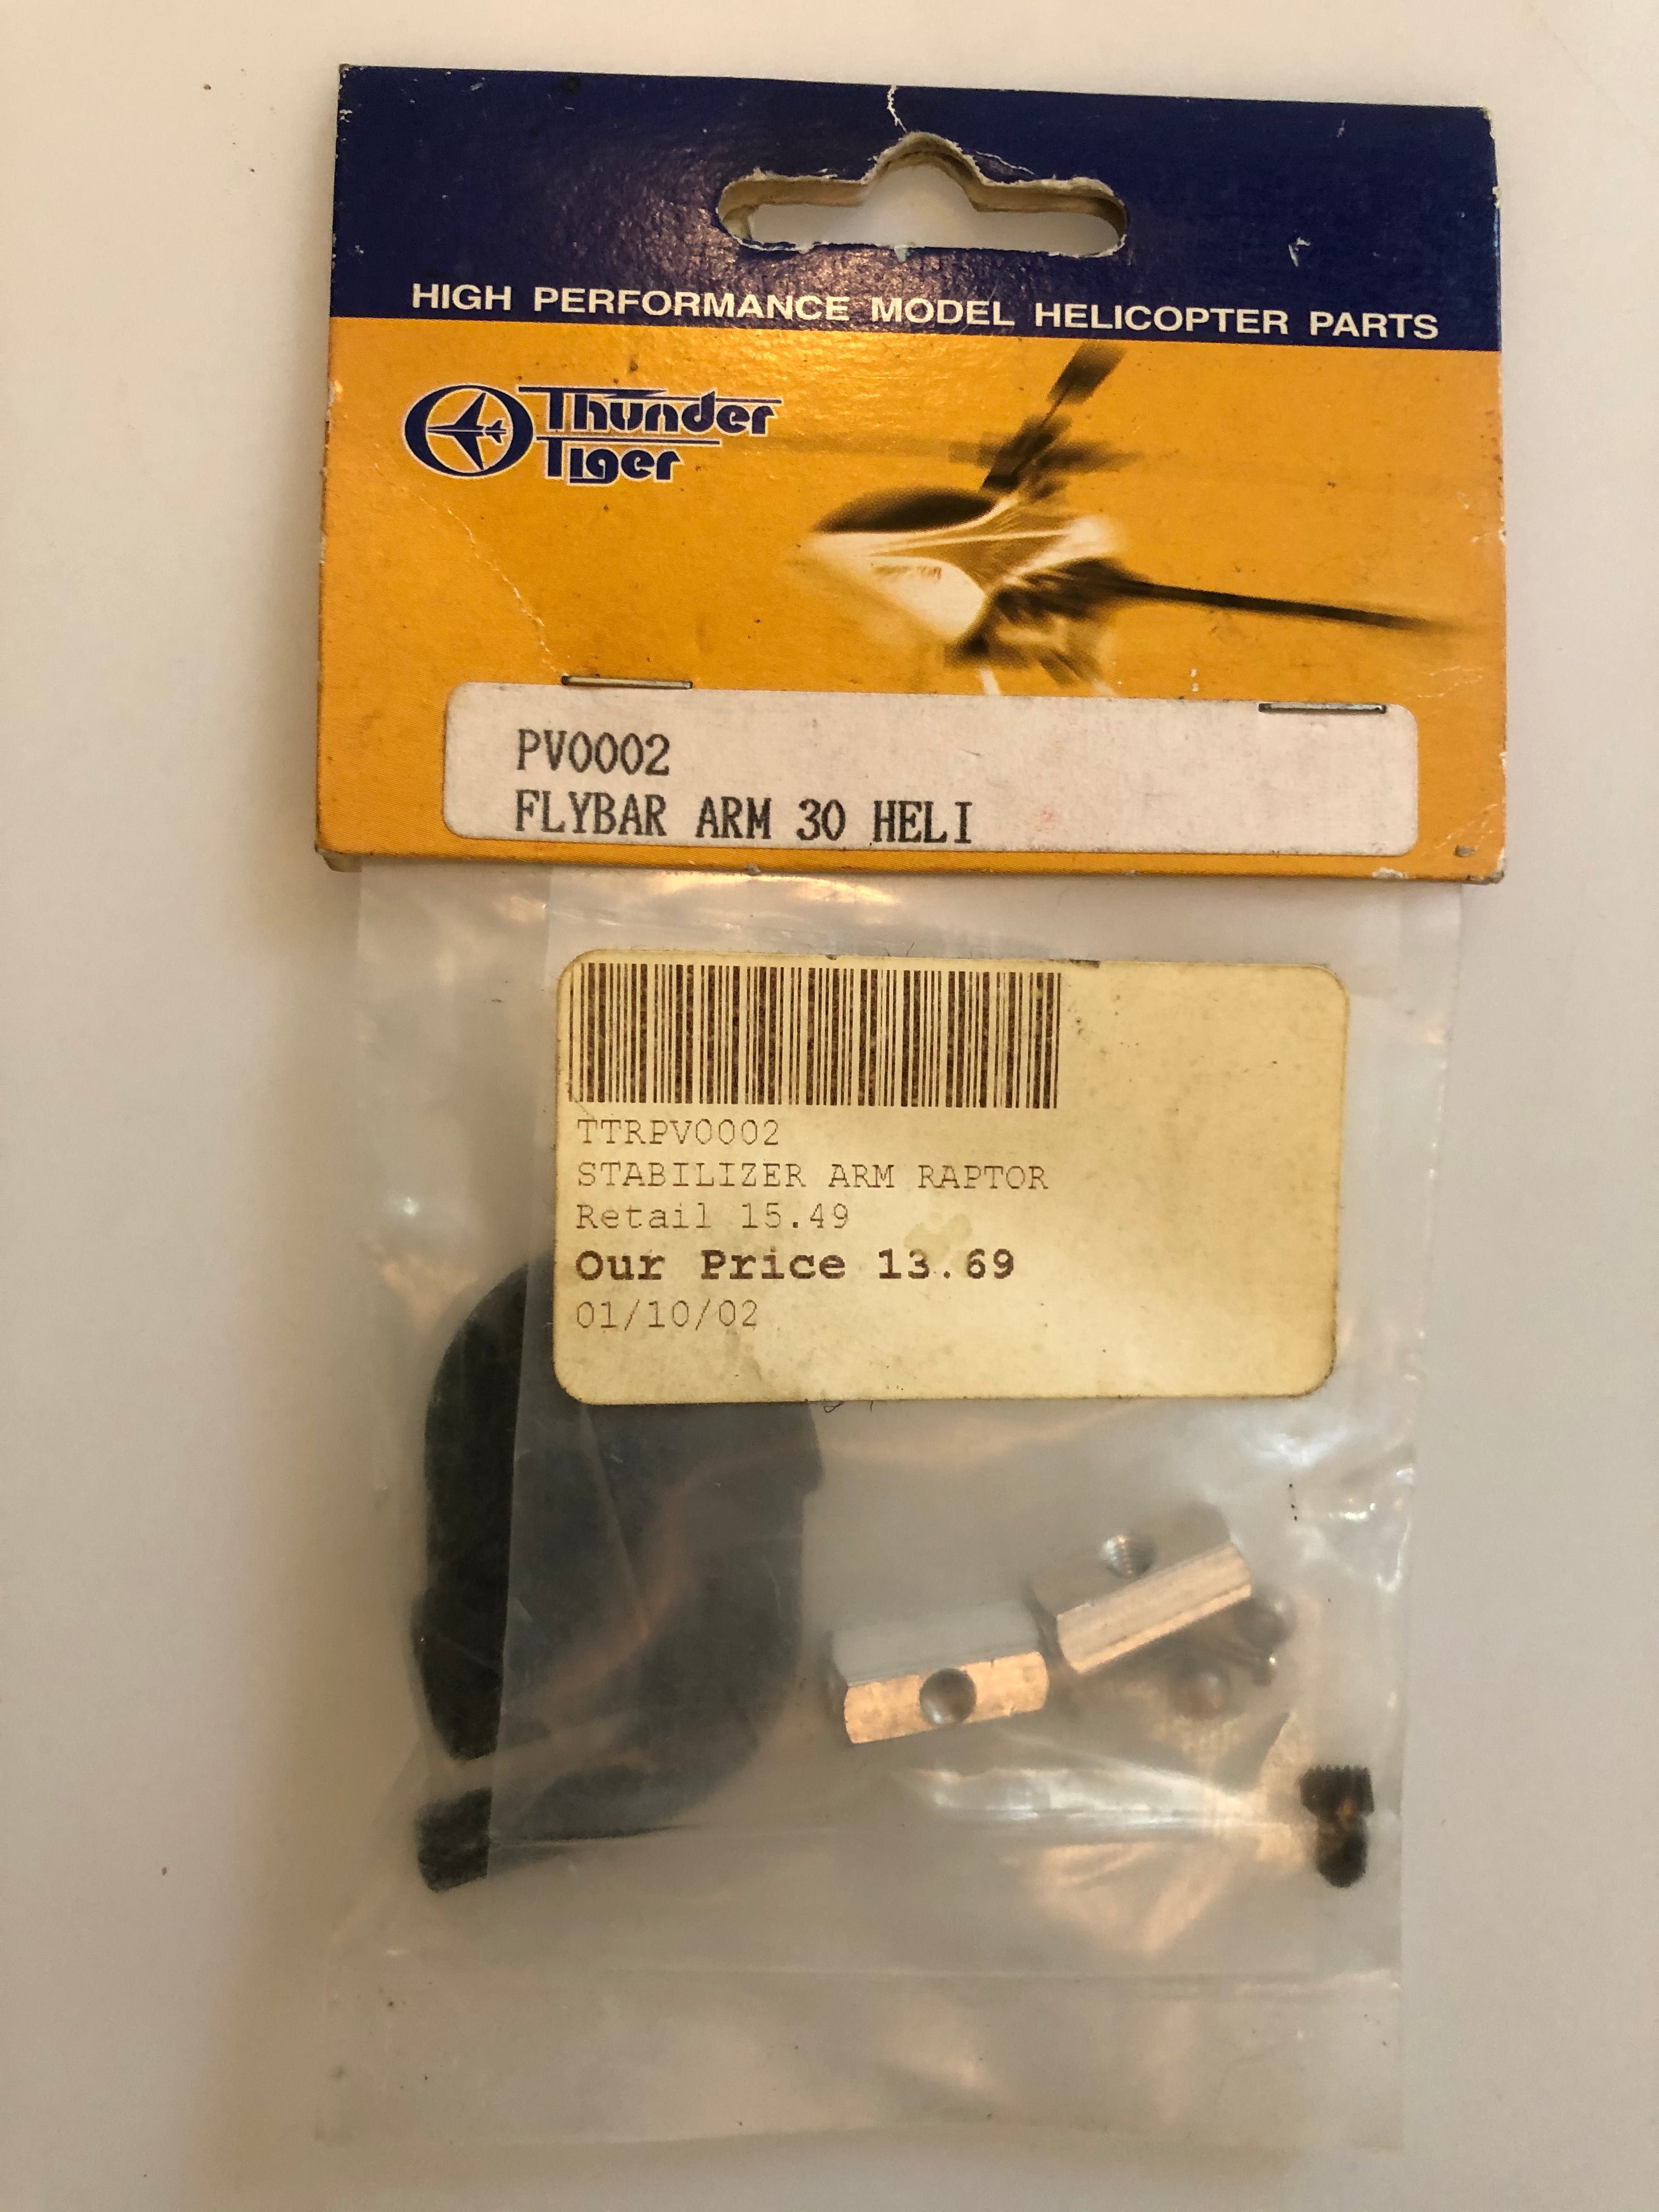 HIGH PERFORMANCE MODEL HELICOPTER PARTS
Thunder
Tiger
PV0002
FLYBAR ARM 30 HELI
TTRPV0002
STABILIZER ARM RAPTOR
Retail 15.49
Our Price 13.69
01/10/02